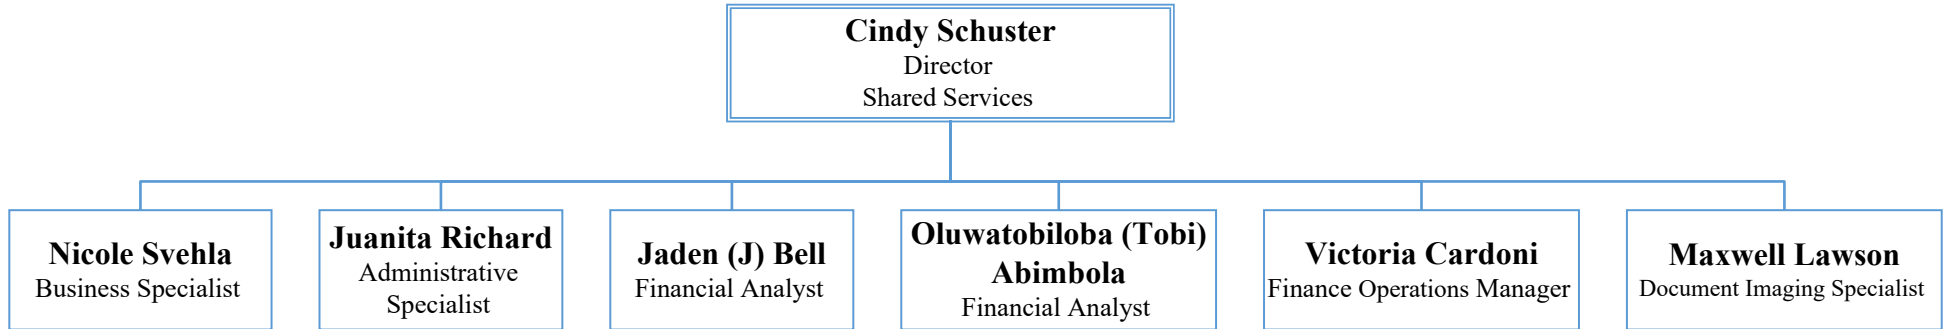 Cindy Schuster
Director
Shared Services
Nicole Svehla
Business Specialist
Juanita Richard
Administrative
Specialist
Jaden (J) Bell
Financial Analyst
Oluwatobiloba (Tobi)
Abimbola
Financial Analyst
Victoria Cardoni
Finance Operations Manager
Maxwell Lawson
Document Imaging Specialist